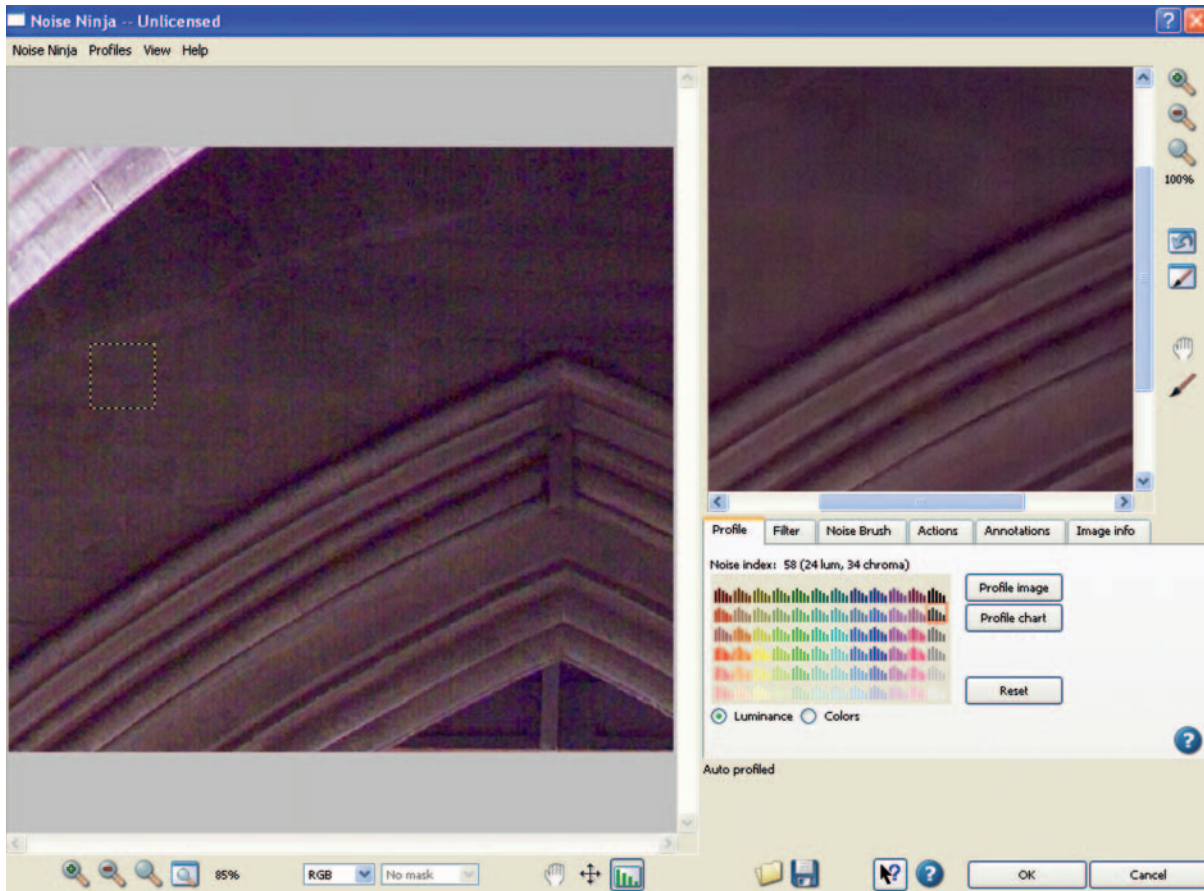 Noise Ninja -- Unlicensed
Noise Ninja Profiles View Help
100%
Profile Filter Noise Brush Actions Annotations Image info
Noise index: 58 (24 lum, 34 chroma)
Profile image
Profile chart
Reset
Luminance Colors
Auto profiled
85% RGB No mask OK Cancel